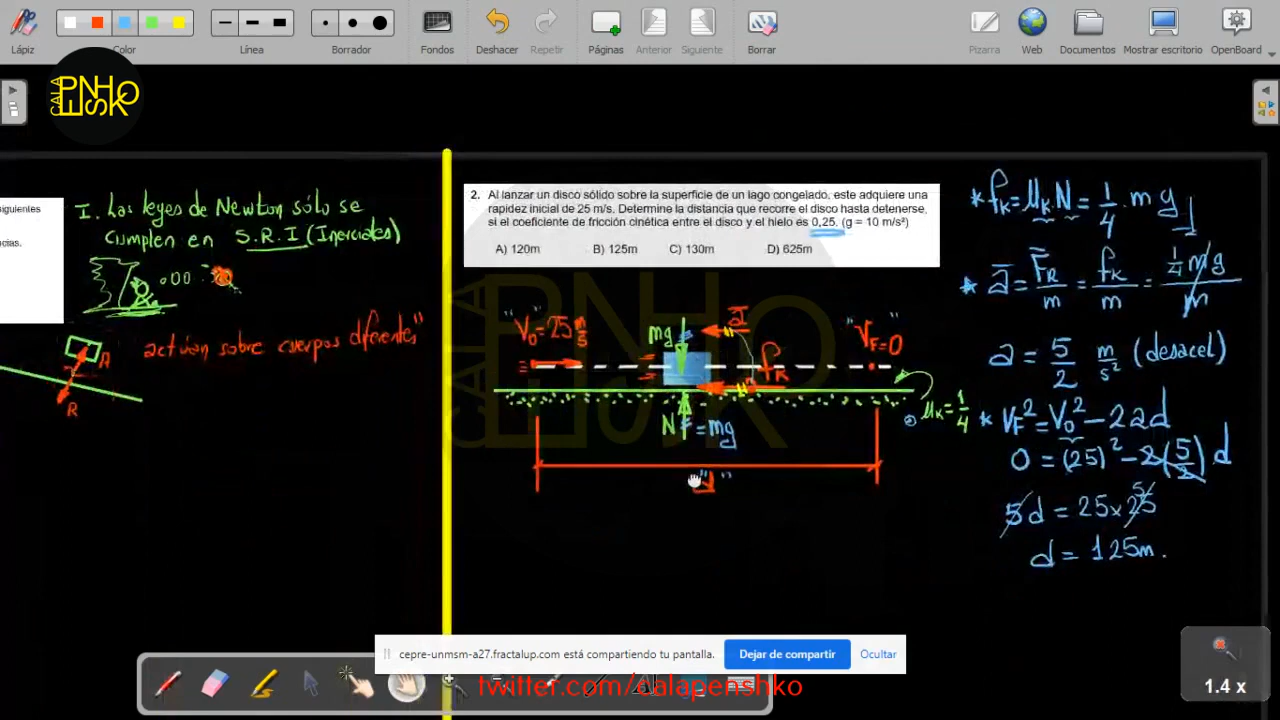 Lápiz
Color
Línea
Borrador
Fondos
Deshacer
Repetir
Páginas
Anterior
Siguiente
Borrar
Pizarra
Web
Documentos
Mostrar escritorio
OpenBoard
CALA
PENSHKO
siguientes
cias.
I. Las leyes de Newton sólo se
cumplen en S.R.I (Inerciales)
actúan sobre cuerpos diferentes"
A
R
2. Al lanzar un disco sólido sobre la superficie de un lago congelado, este adquiere una
rapidez inicial de 25 m/s. Determine la distancia que recorre el disco hasta detenerse,
si el coeficiente de fricción cinética entre el disco y el hielo es 0,25. (g = 10 m/s²)
A) 120m B) 125m C) 130m D) 625m
"V₀=25 m/s"
mg
a
fK
"VF=0"
N = mg
μK=1/4
"d"
* fK=μK N = 1/4 . m g
* a = FR/m = fK/m = 1/4 mg/m
a = 5/2 m/s² (desacel)
* VF² = V₀² - 2ad
0 = (25)² - 2(5/2) d
5d = 25x25
d = 125m.
cepre-unmsm-a27.fractalup.com está compartiendo tu pantalla.
Dejar de compartir
Ocultar
twitter.com/calapenshko
1.4 x